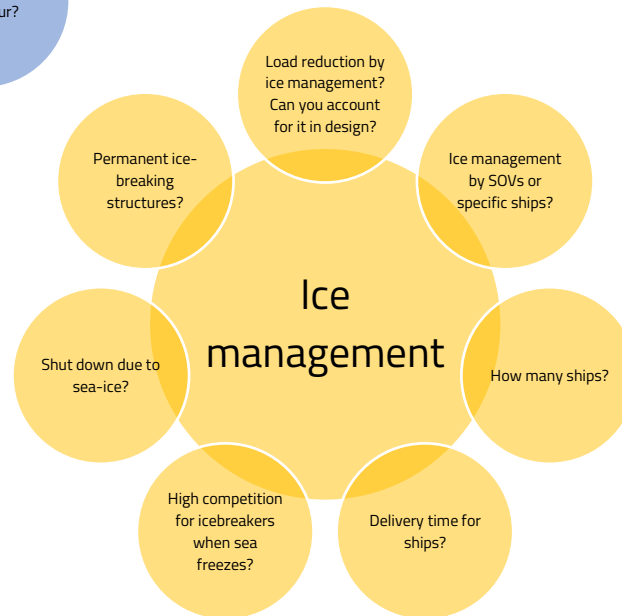 ur?
Load reduction by
ice management?
Can you account
for it in design?
Permanent ice-
breaking
structures?
Ice management
by SOVs or
specific ships?
Ice
management
Shut down due to
sea-ice?
How many ships?
High competition
for icebreakers
when sea
freezes?
Delivery time for
ships?